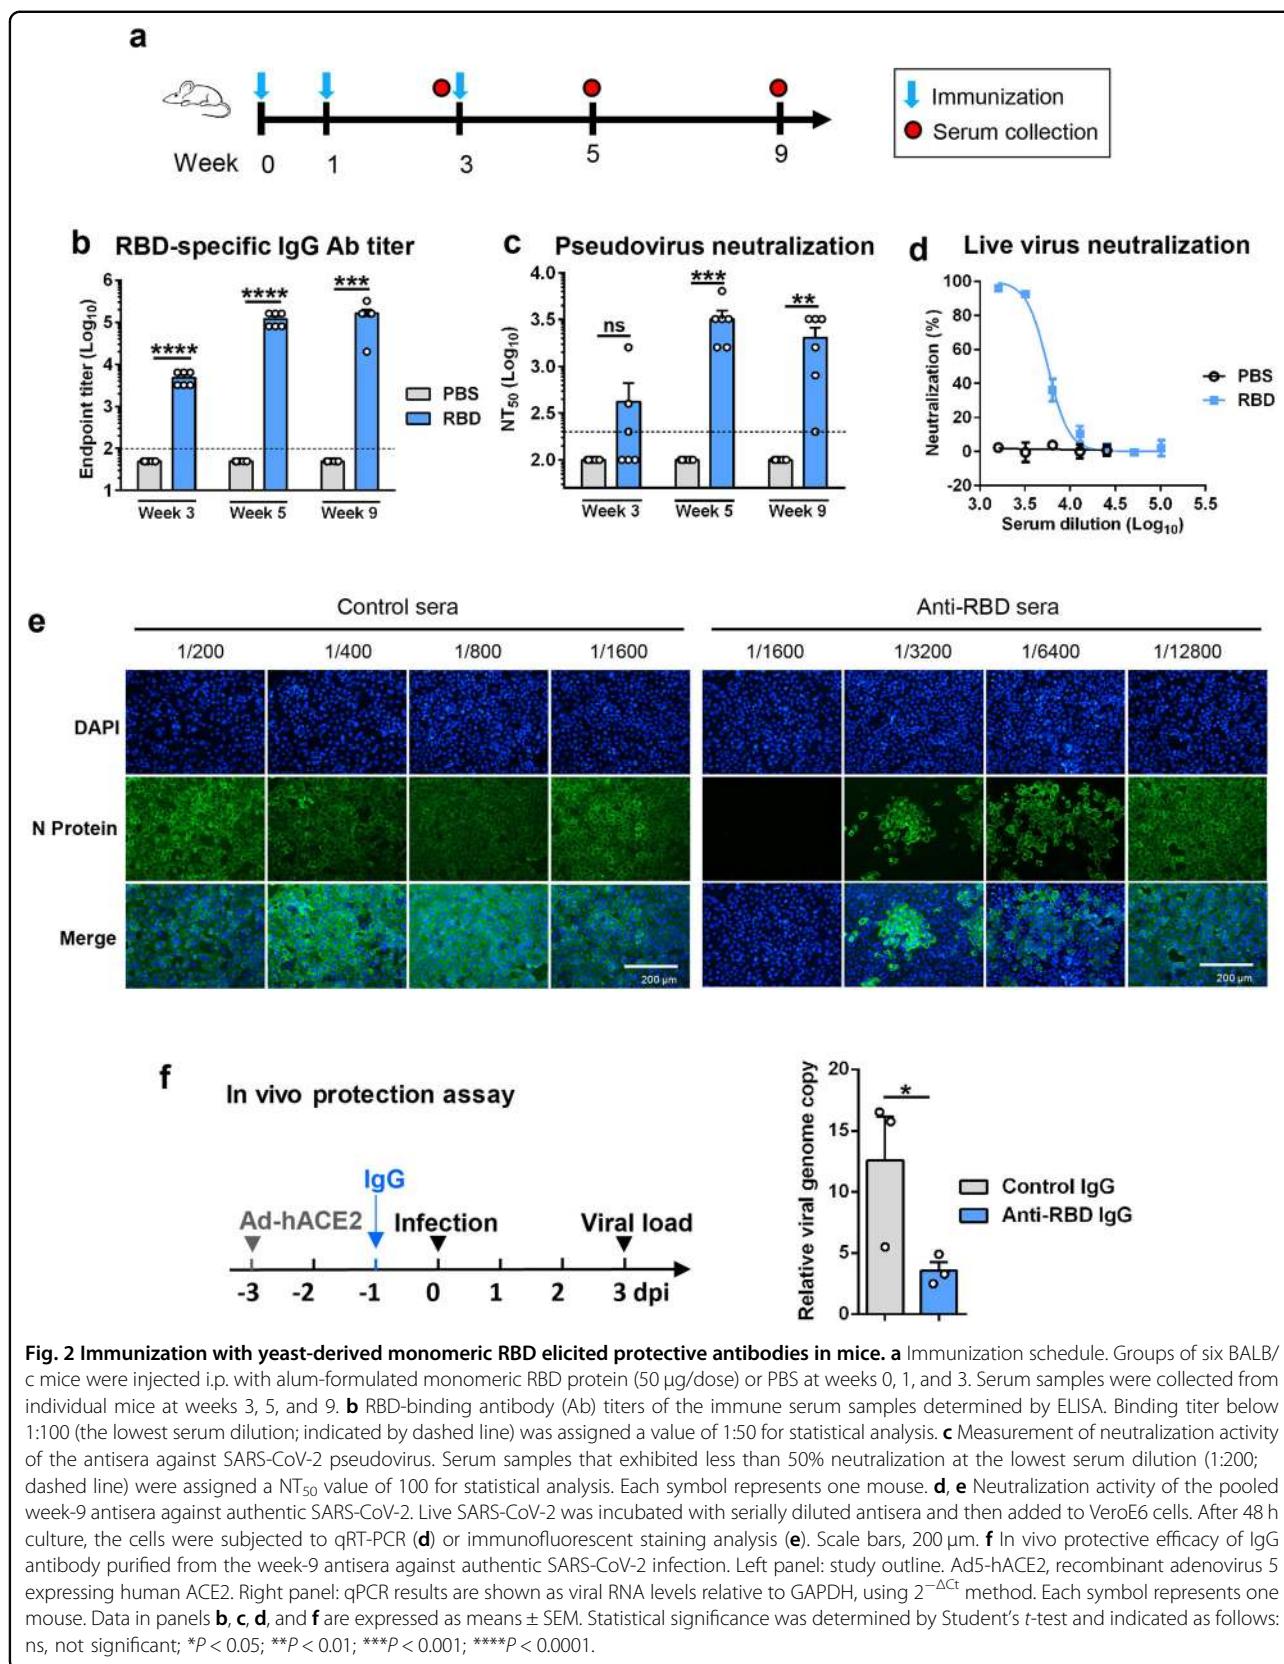 a
Immunization
Serum collection
Week 0 1 3 5 9
b RBD-specific IgG Ab titer
Endpoint titer (Log10)
6
5
4
3
2
1
**** **** ***
Week 3 Week 5 Week 9
PBS
RBD
c Pseudovirus neutralization
NT50 (Log10)
4.0
3.5
3.0
2.5
2.0
ns *** **
Week 3 Week 5 Week 9
d Live virus neutralization
Neutralization (%)
100
80
60
40
20
0
-20
3.0 3.5 4.0 4.5 5.0 5.5
Serum dilution (Log10)
PBS
RBD
e
Control sera Anti-RBD sera
1/200 1/400 1/800 1/1600 1/1600 1/3200 1/6400 1/12800
DAPI
N Protein
Merge
200 μm 200 μm
f
In vivo protection assay
IgG
Ad-hACE2 Infection Viral load
-3 -2 -1 0 1 2 3 dpi
Relative viral genome copy
20
15
10
5
0
*
Control IgG
Anti-RBD IgG
Fig. 2 Immunization with yeast-derived monomeric RBD elicited protective antibodies in mice. a Immunization schedule. Groups of six BALB/
c mice were injected i.p. with alum-formulated monomeric RBD protein (50 μg/dose) or PBS at weeks 0, 1, and 3. Serum samples were collected from
individual mice at weeks 3, 5, and 9. b RBD-binding antibody (Ab) titers of the immune serum samples determined by ELISA. Binding titer below
1:100 (the lowest serum dilution; indicated by dashed line) was assigned a value of 1:50 for statistical analysis. c Measurement of neutralization activity
of the antisera against SARS-CoV-2 pseudovirus. Serum samples that exhibited less than 50% neutralization at the lowest serum dilution (1:200;
dashed line) were assigned a NT50 value of 100 for statistical analysis. Each symbol represents one mouse. d, e Neutralization activity of the pooled
week-9 antisera against authentic SARS-CoV-2. Live SARS-CoV-2 was incubated with serially diluted antisera and then added to VeroE6 cells. After 48 h
culture, the cells were subjected to qRT-PCR (d) or immunofluorescent staining analysis (e). Scale bars, 200 μm. f In vivo protective efficacy of IgG
antibody purified from the week-9 antisera against authentic SARS-CoV-2 infection. Left panel: study outline. Ad5-hACE2, recombinant adenovirus 5
expressing human ACE2. Right panel: qPCR results are shown as viral RNA levels relative to GAPDH, using 2−ΔCt method. Each symbol represents one
mouse. Data in panels b, c, d, and f are expressed as means ± SEM. Statistical significance was determined by Student's t-test and indicated as follows:
ns, not significant; *P < 0.05; **P < 0.01; ***P < 0.001; ****P < 0.0001.